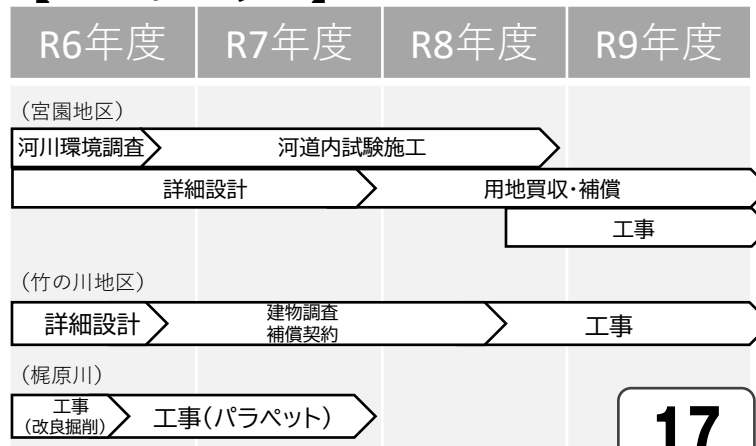 R6年度 R7年度 R8年度 R9年度
(宮園地区)
河川環境調査 河道内試験施工
詳細設計 用地買収・補償
工事
(竹の川地区)
詳細設計 建物調査 工事
補償契約
(梶原川)
工事 工事(パラペット)
(改良掘削)
17